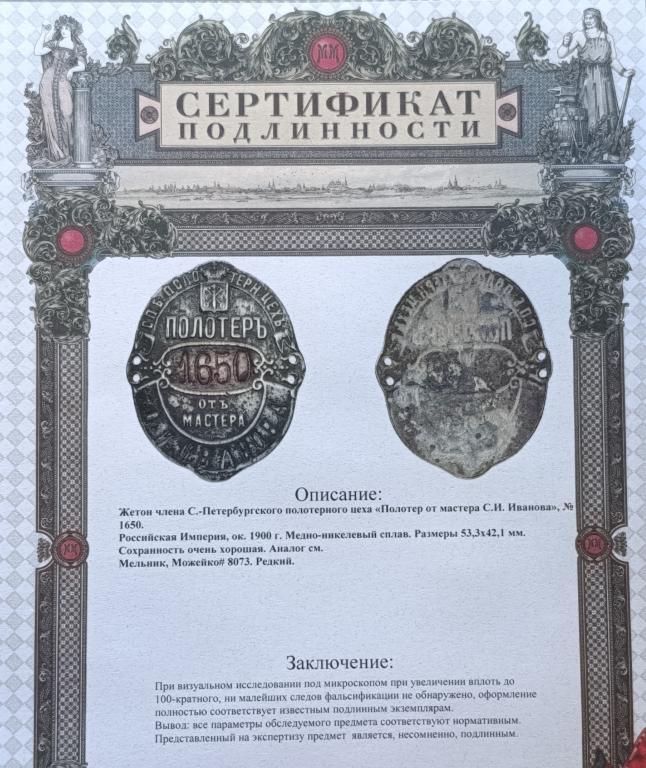 ММ
СЕРТИФИКАТ
ПОДЛИННОСТИ
СПБ. ПОЛОТЕРН. ЦЕХЪ
ПОЛОТЕРЪ
1650
ОТЪ
МАСТЕРА
Описание:
Жетон члена С.-Петербургского полотерного цеха «Полотер от мастера С.И. Иванова», №
1650.
Российская Империя, ок. 1900 г. Медно-никелевый сплав. Размеры 53,3х42,1 мм.
Сохранность очень хорошая. Аналог см.
Мельник, Можейко# 8073. Редкий.
Заключение:
При визуальном исследовании под микроскопом при увеличении вплоть до
100-кратного, ни малейших следов фальсификации не обнаружено, оформление
полностью соответствует известным подлинным экземплярам.
Вывод: все параметры обследуемого предмета соответствуют нормативным.
Представленный на экспертизу предмет является, несомненно, подлинным.